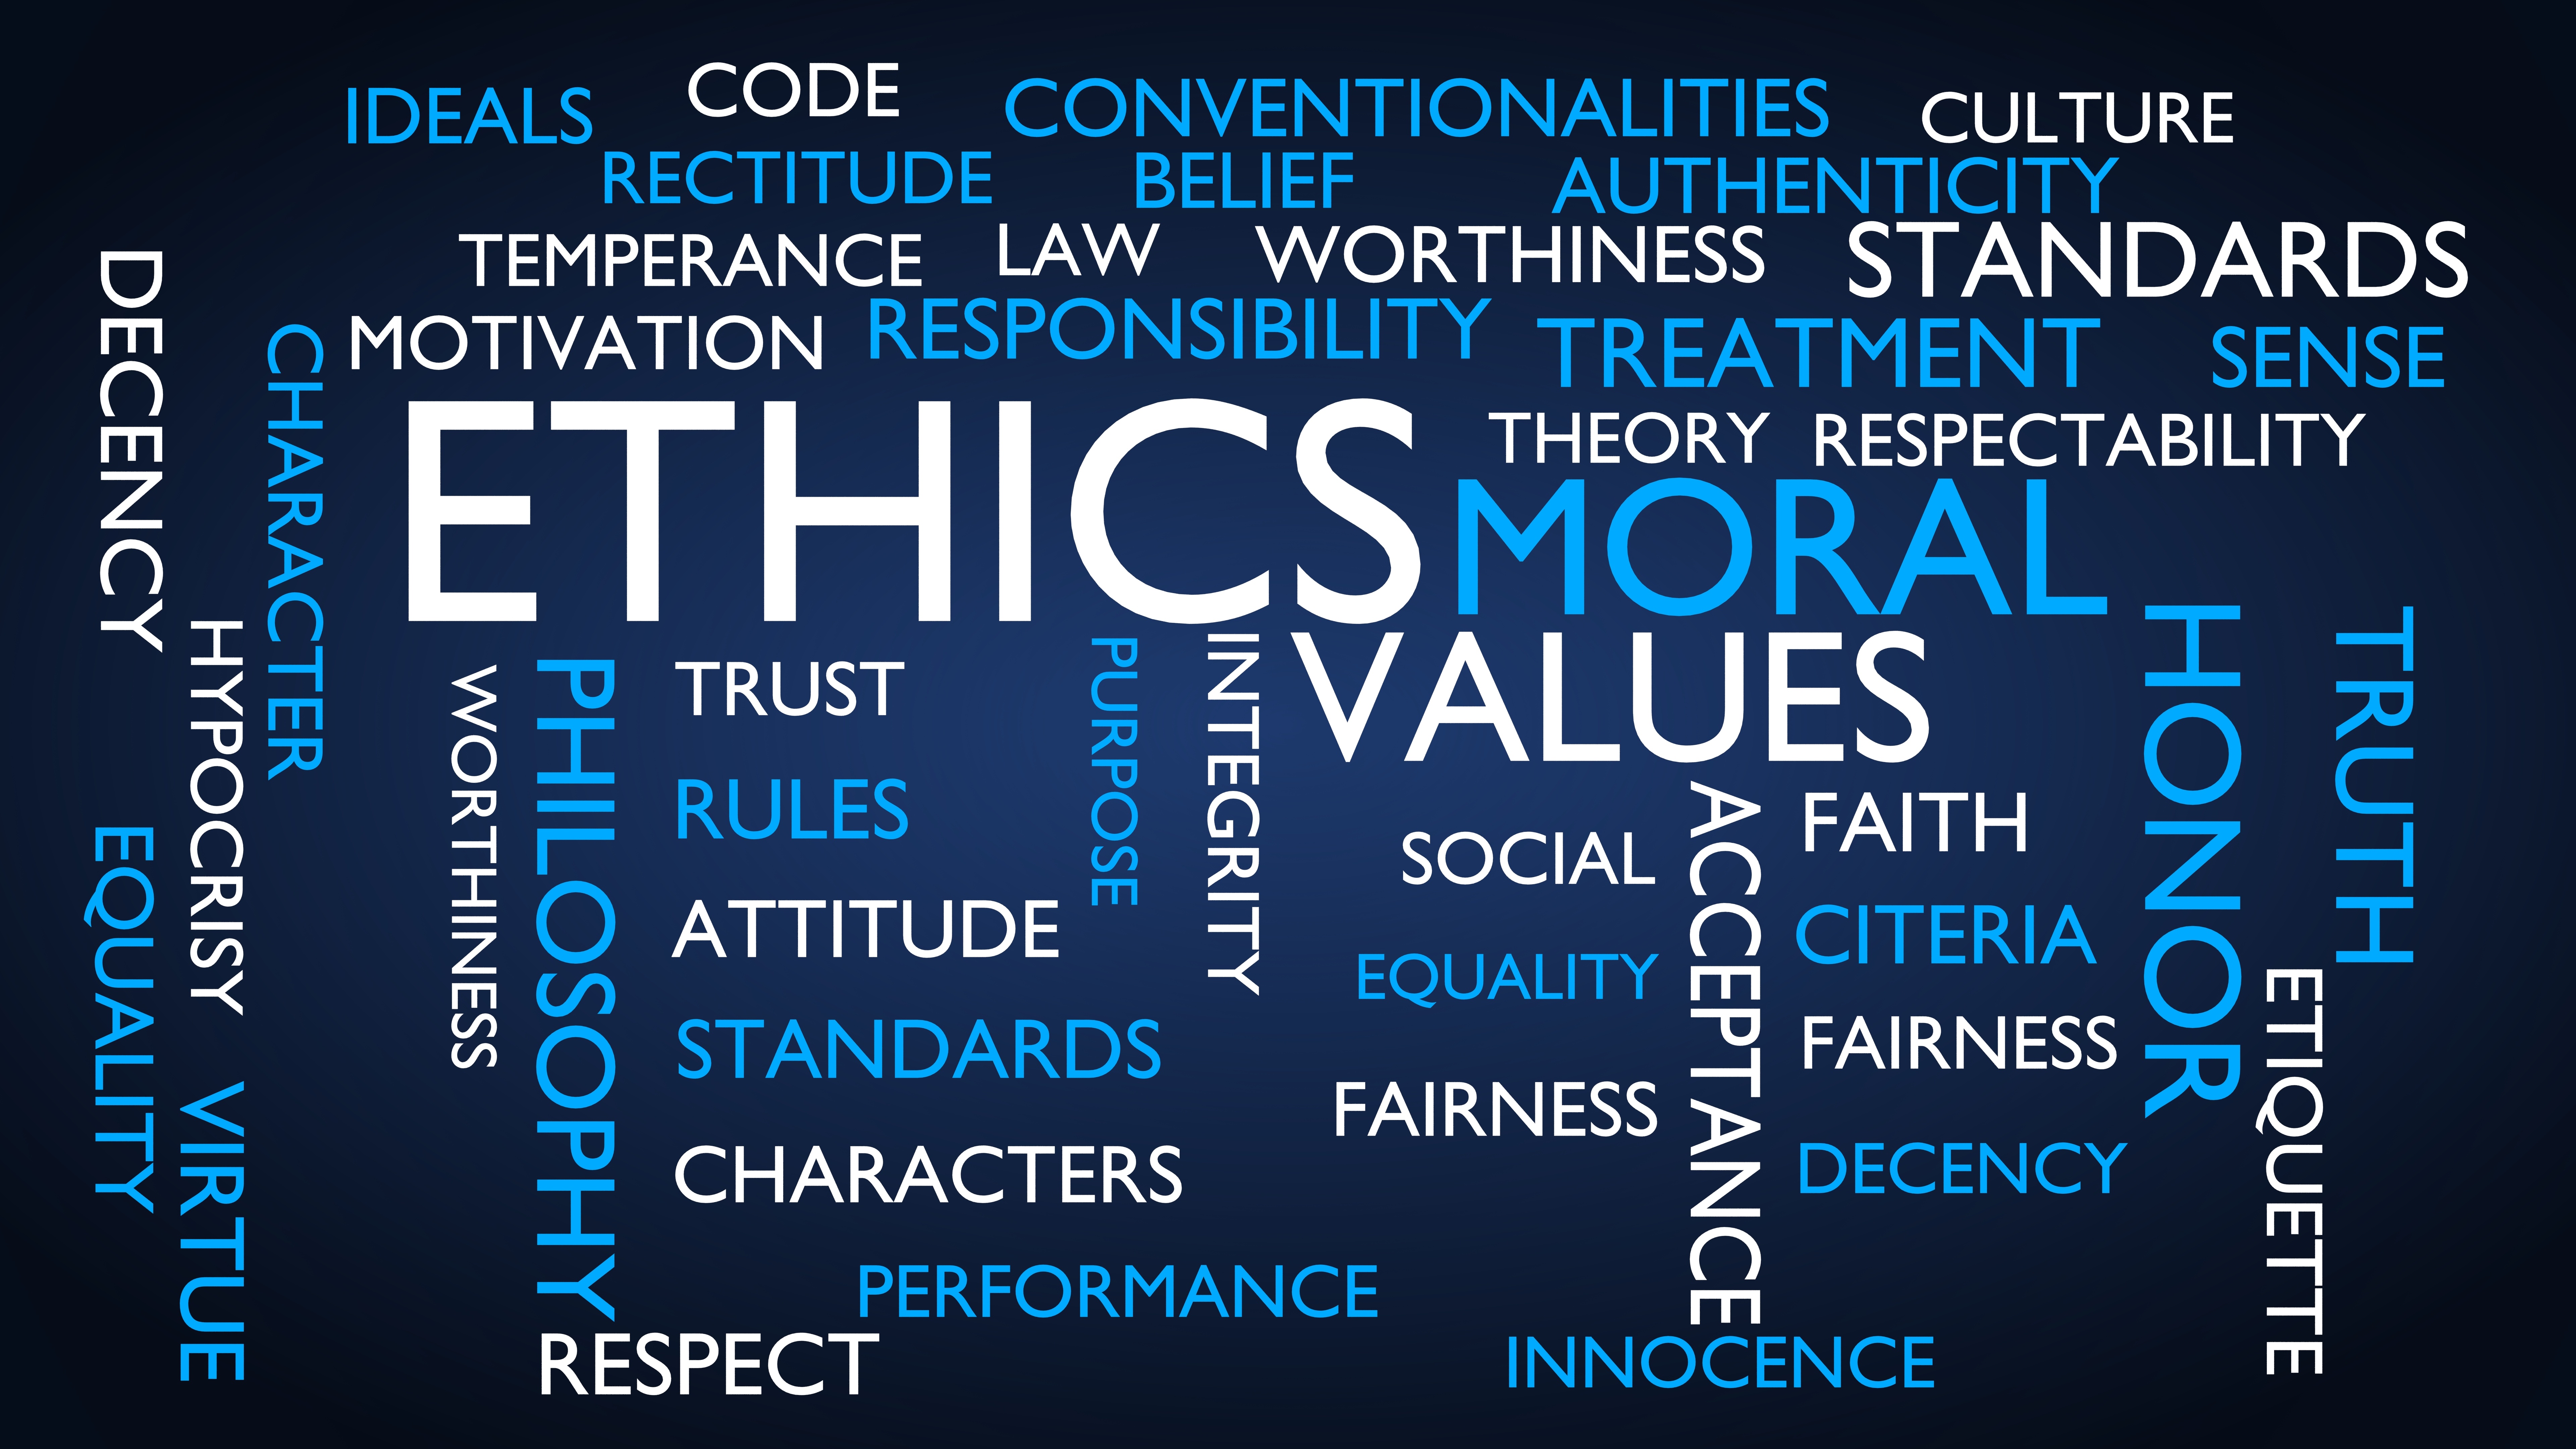 CODE
IDEALS
CONVENTIONALITIES
CULTURE
RECTITUDE
BELIEF
AUTHENTICITY
TEMPERANCE
LAW
WORTHINESS
STANDARDS
MOTIVATION
RESPONSIBILITY
TREATMENT
SENSE
DECENCY
CHARACTER
ETHICS
THEORY
RESPECTABILITY
MORAL
VALUES
HYPOCRISY
WORTHINESS
PHILOSOPHY
TRUST
PURPOSE
INTEGRITY
HONOR
TRUTH
RULES
ATTITUDE
STANDARDS
CHARACTERS
SOCIAL
EQUALITY
FAIRNESS
ACCEPTANCE
FAITH
CITERIA
FAIRNESS
DECENCY
EQUALITY
VIRTUE
ETIQUETTE
PERFORMANCE
RESPECT
INNOCENCE